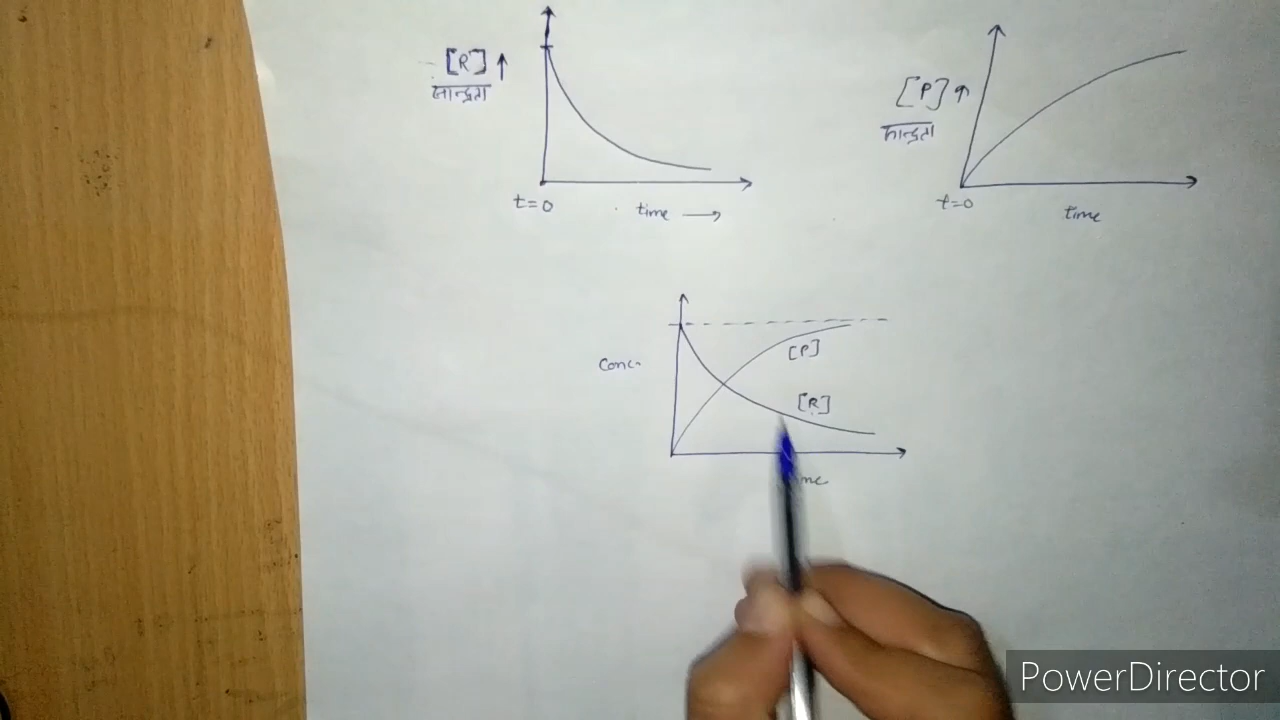 [R] ↑
सान्द्रता
t=0
time →
[P] ↑
सान्द्रता
t=0
time
Conc.
[P]
[R]
PowerDirector